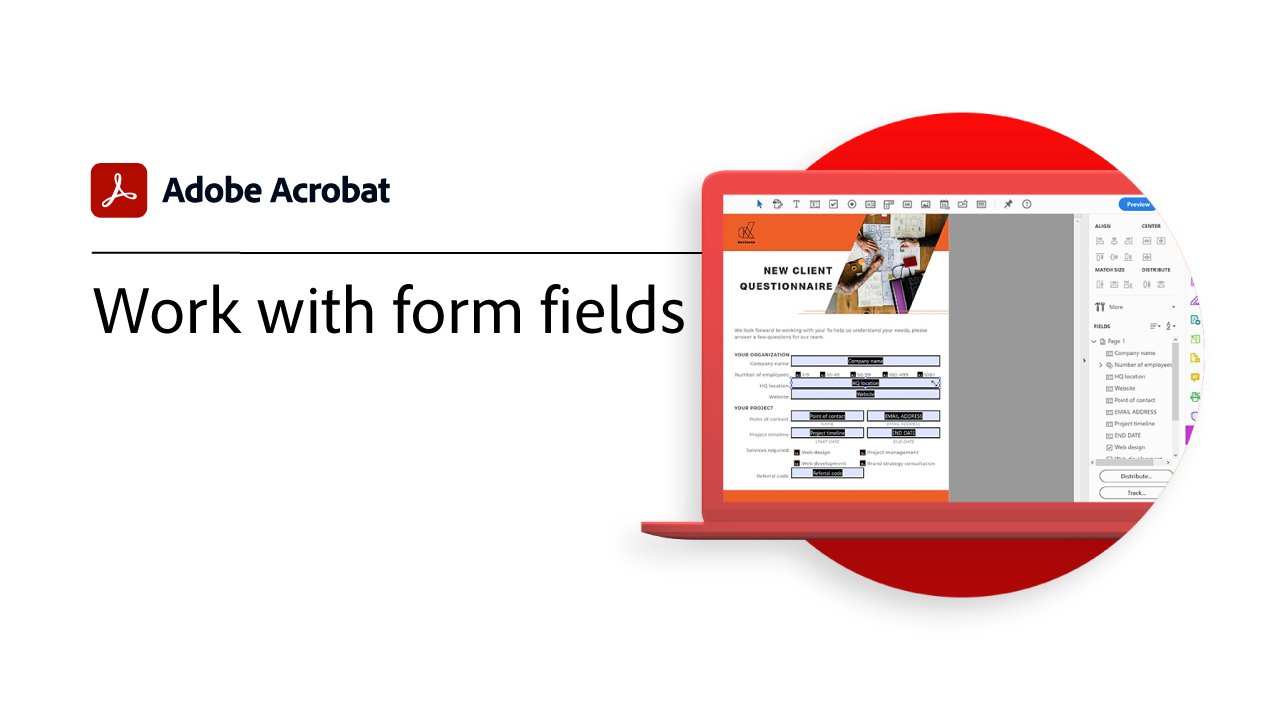 Adobe Acrobat
Work with form fields
Preview
NEW CLIENT
QUESTIONNAIRE
We look forward to working with you! To help us understand your needs, please
answer a few questions for our team.
YOUR ORGANIZATION
Company name: Company name
Number of employees: 1-9 10-49 50-99 100-499 500+
HQ location: HQ location
Website: Website
YOUR PROJECT
Point of contact: Point of contact EMAIL ADDRESS
NAME EMAIL ADDRESS
Project timeline: Project timeline END DATE
START DATE END DATE
Services required: Web design Project management
Web development Brand strategy consultation
Referral code: Referral code
ALIGN CENTER
MATCH SIZE DISTRIBUTE
More
FIELDS
Page 1
Company name
Number of employees
HQ location
Website
Point of contact
EMAIL ADDRESS
Project timeline
END DATE
Web design
Distribute...
Track...